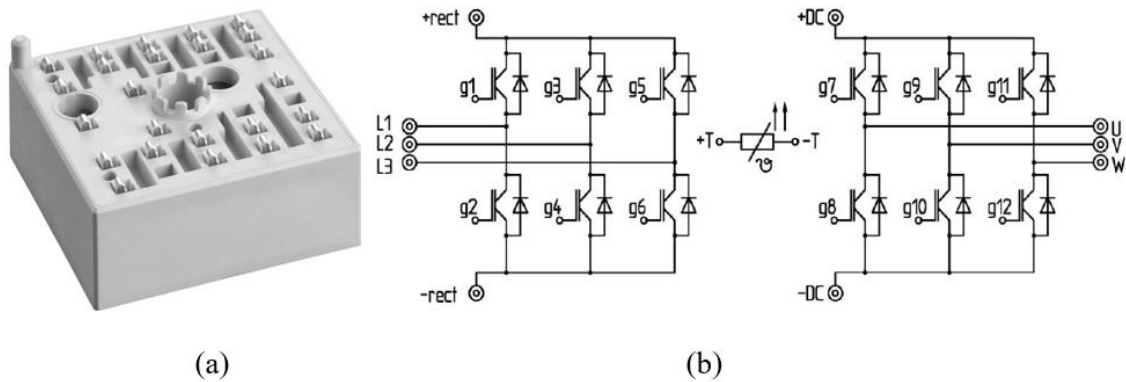 +rect +DC
g1 g3 g5 g7 g9 g11
L1 U
L2 +T -T V
L3 W
ϑ
g2 g4 g6 g8 g10 g12
-rect -DC
(a) (b)